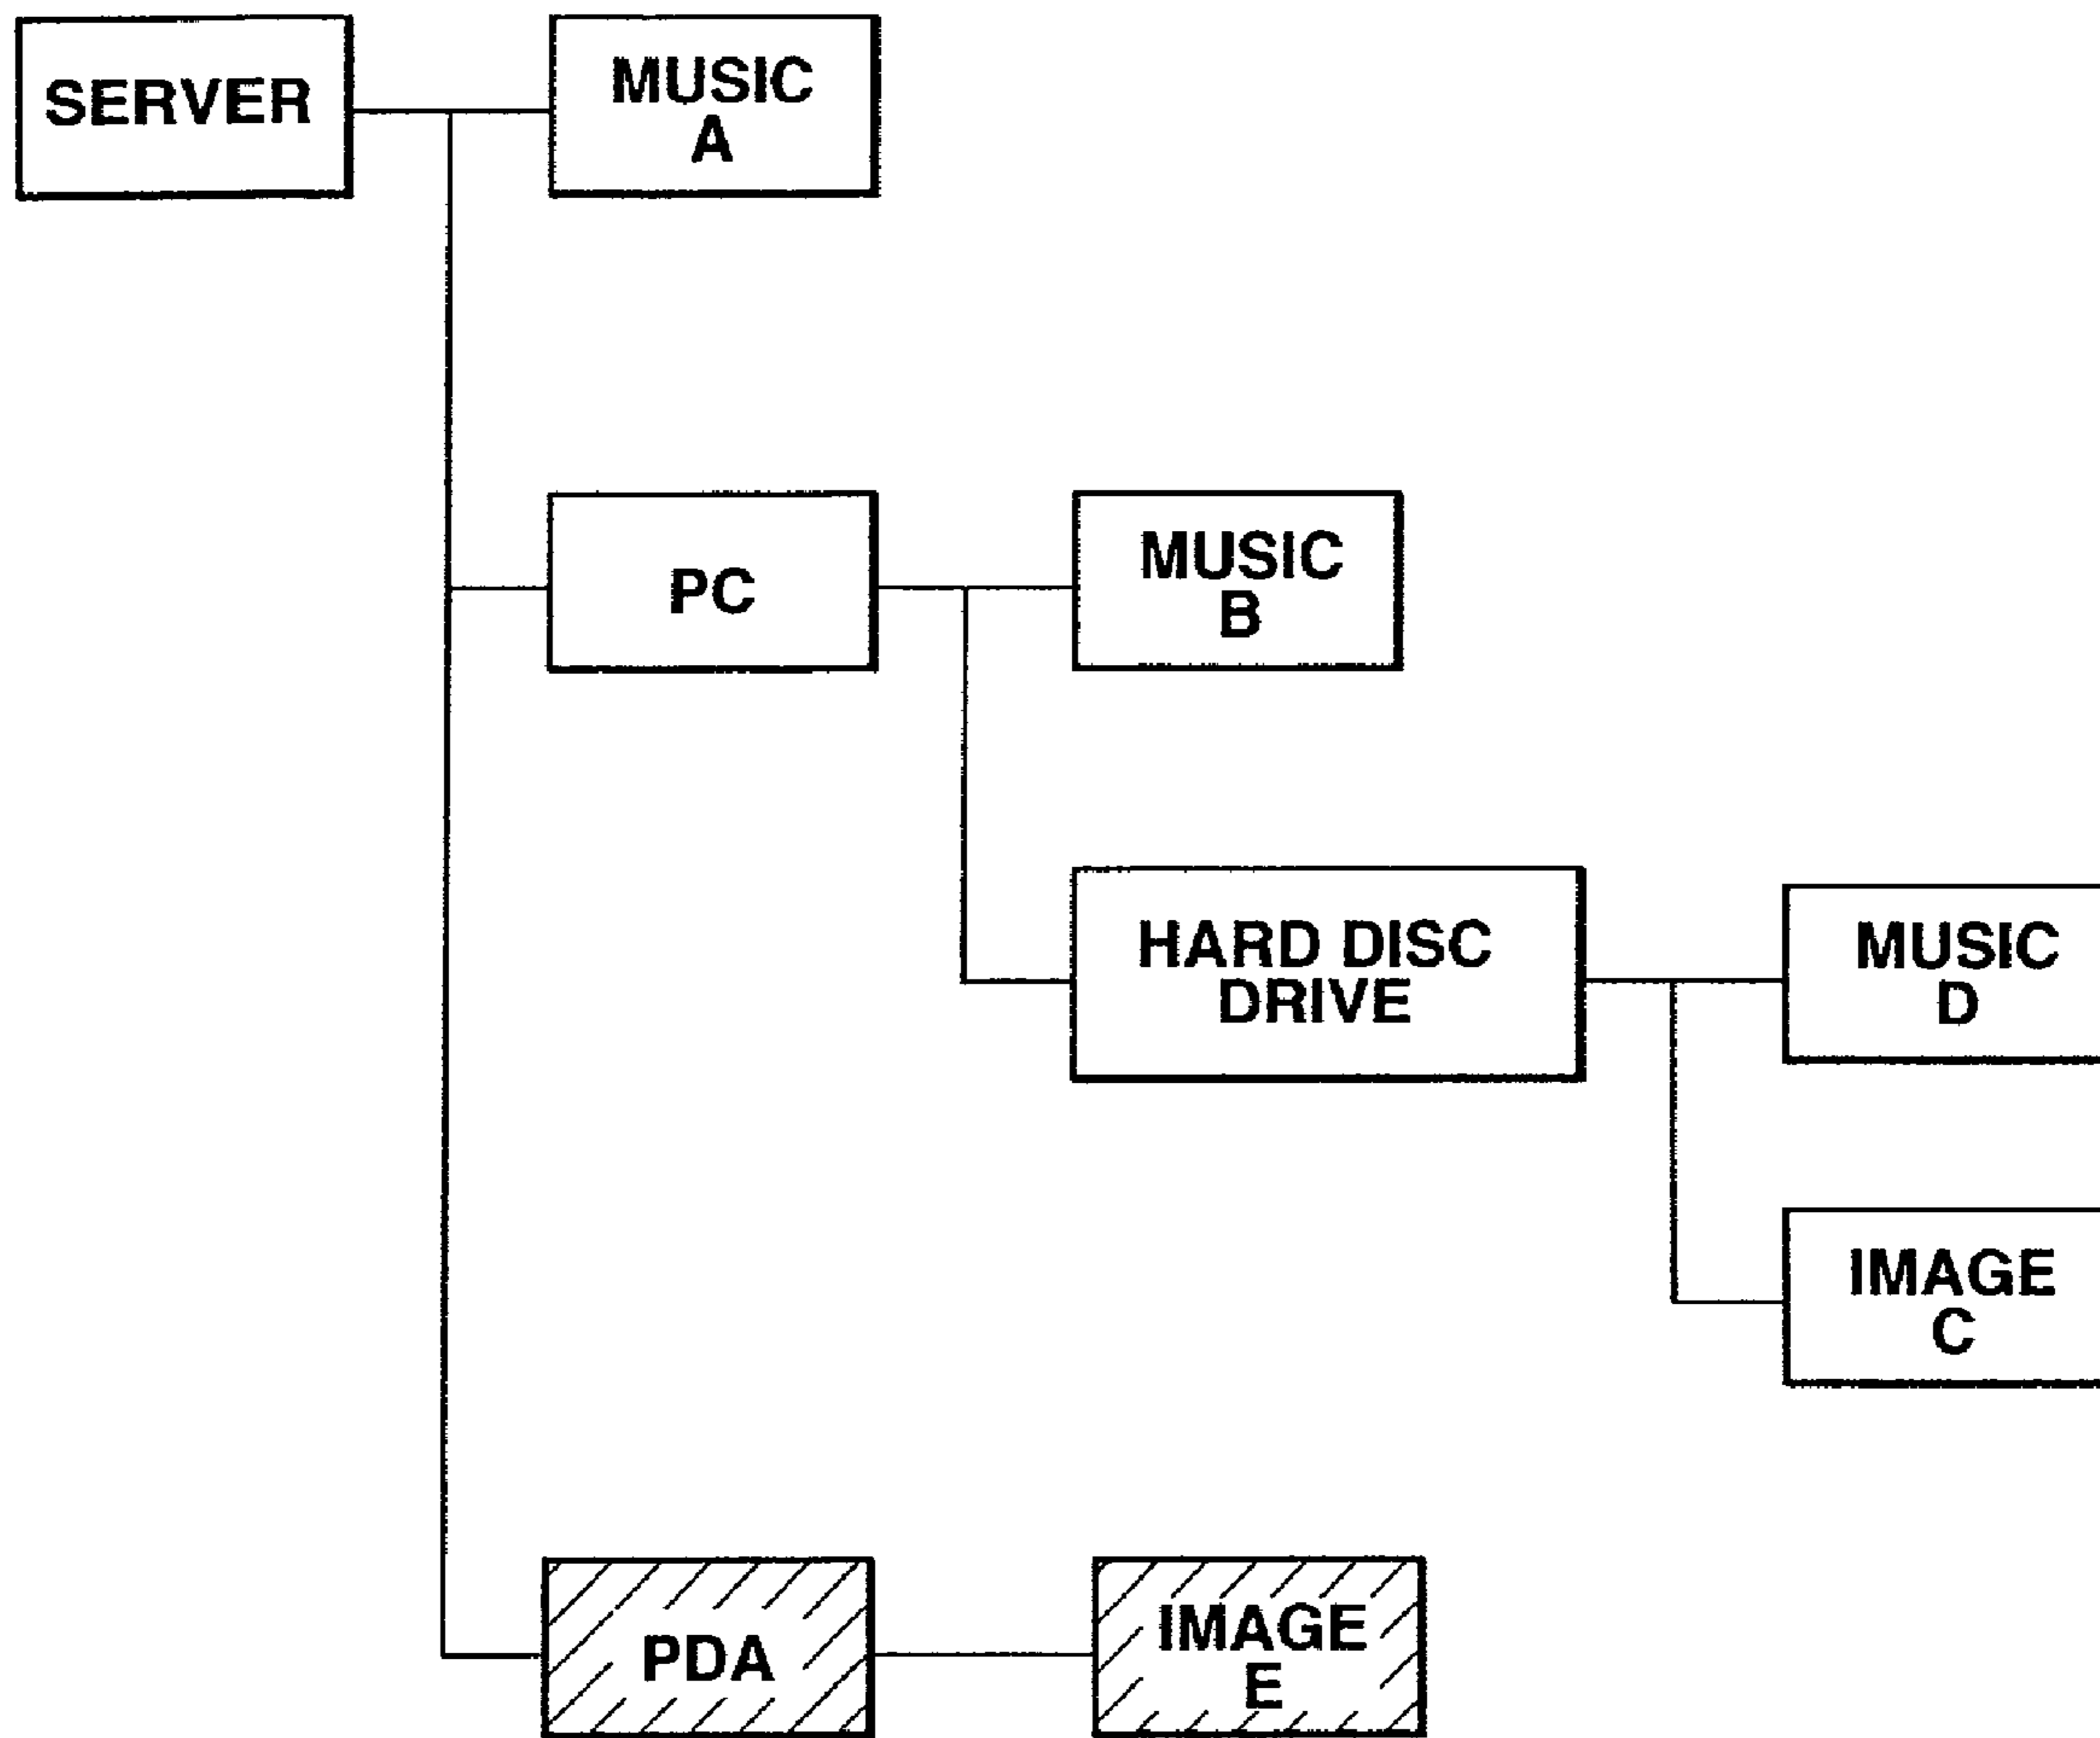 SERVER
MUSIC
A
PC
MUSIC
B
HARD DISC
DRIVE
MUSIC
D
IMAGE
C
PDA
IMAGE
E